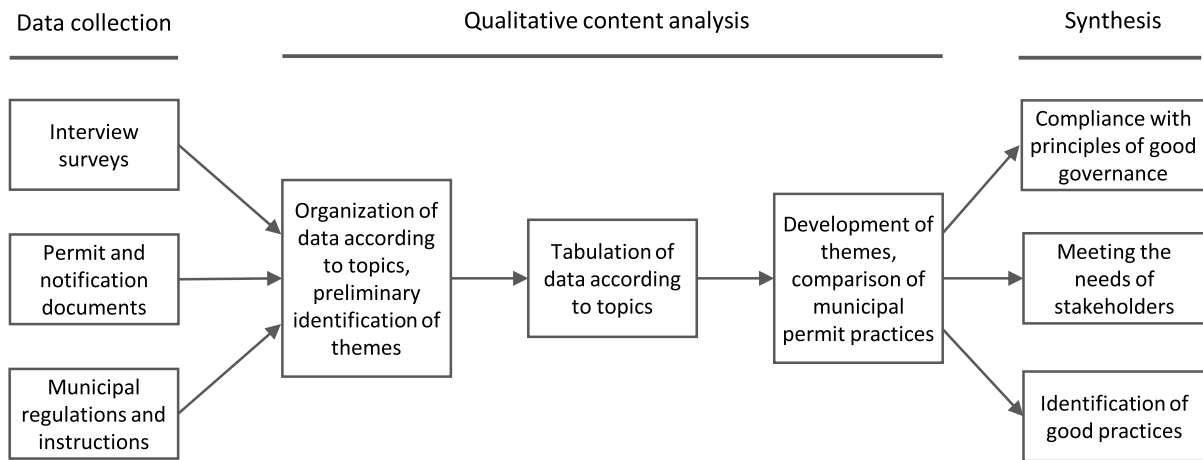 Data collection
Qualitative content analysis
Synthesis
Interview
surveys
Permit and
notification
documents
Municipal
regulations and
instructions
Organization of
data according
to topics,
preliminary
identification of
themes
Tabulation of
data according
to topics
Development of
themes,
comparison of
municipal
permit practices
Compliance with
principles of good
governance
Meeting the
needs of
stakeholders
Identification of
good practices